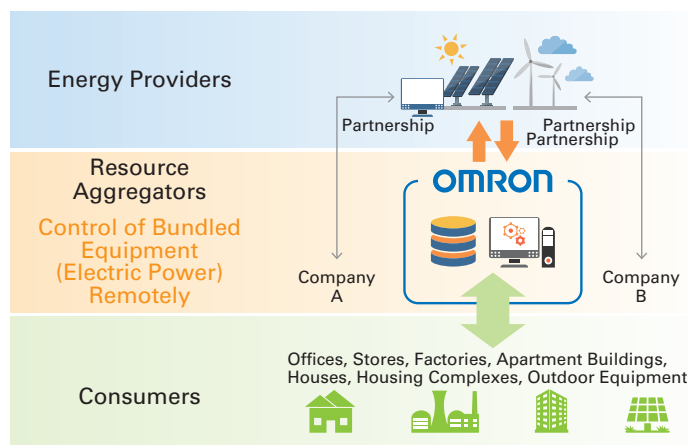 Energy Providers
Partnership
Partnership
Partnership
Resource
Aggregators
Control of Bundled
Equipment
(Electric Power)
Remotely
OMRON
Company
A
Company
B
Consumers
Offices, Stores, Factories, Apartment Buildings,
Houses, Housing Complexes, Outdoor Equipment